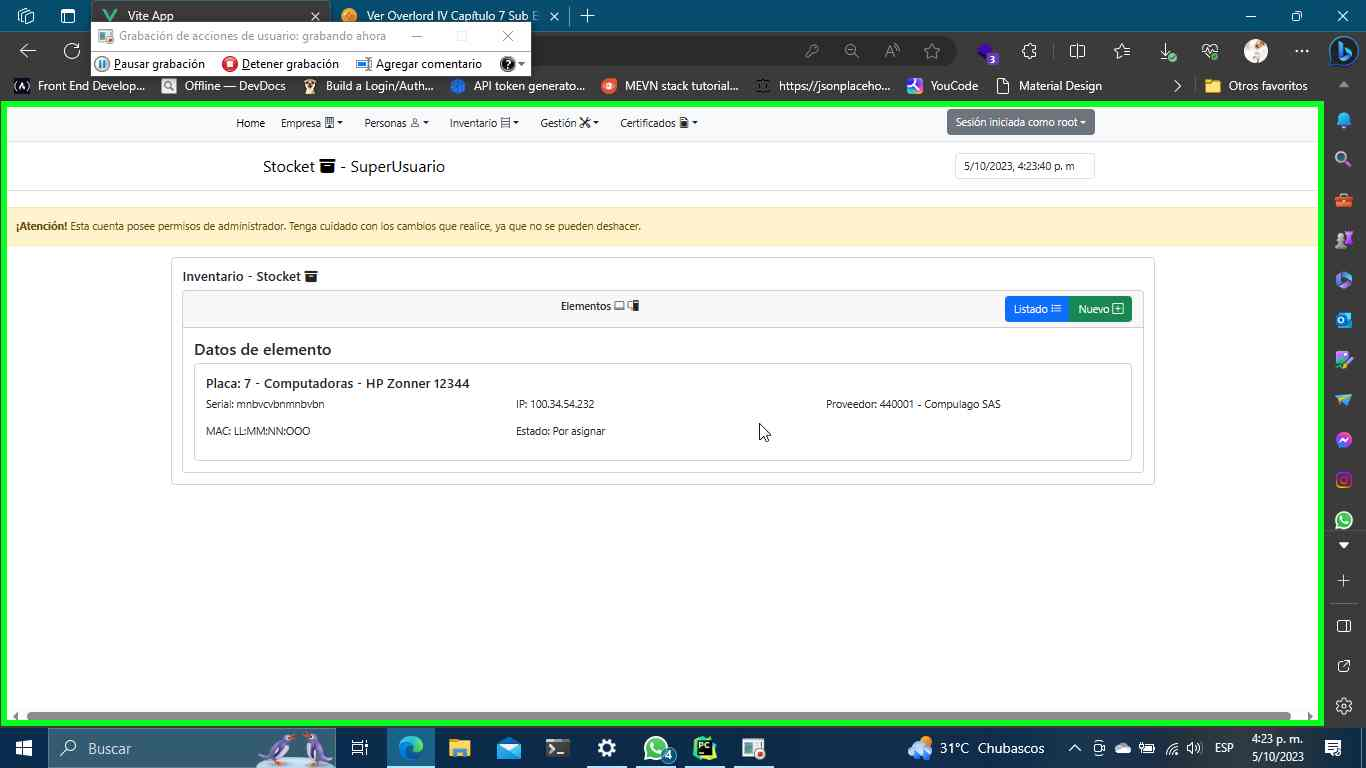 Vite App
Ver Overlord IV Capítulo 7 Sub E
Grabación de acciones de usuario: grabando ahora
Pausar grabación
Detener grabación
Agregar comentario
3
Front End Develop...
Offline — DevDocs
Build a Login/Auth...
API token generato...
MEVN stack tutorial...
https://jsonplaceho...
YouCode
Material Design
Otros favoritos
Home
Empresa
Personas
Inventario
Gestión
Certificados
Sesión iniciada como root
Stocket - SuperUsuario
5/10/2023, 4:23:40 p. m
¡Atención! Esta cuenta posee permisos de administrador. Tenga cuidado con los cambios que realice, ya que no se pueden deshacer.
Inventario - Stocket
Elementos
Listado
Nuevo
Datos de elemento
Placa: 7 - Computadoras - HP Zonner 12344
Serial: mnbvcvbnmnbvbn
IP: 100.34.54.232
Proveedor: 440001 - Compulago SAS
MAC: LL:MM:NN:OOO
Estado: Por asignar
Buscar
4
PC
31°C Chubascos
ESP
4:23 p. m.
5/10/2023